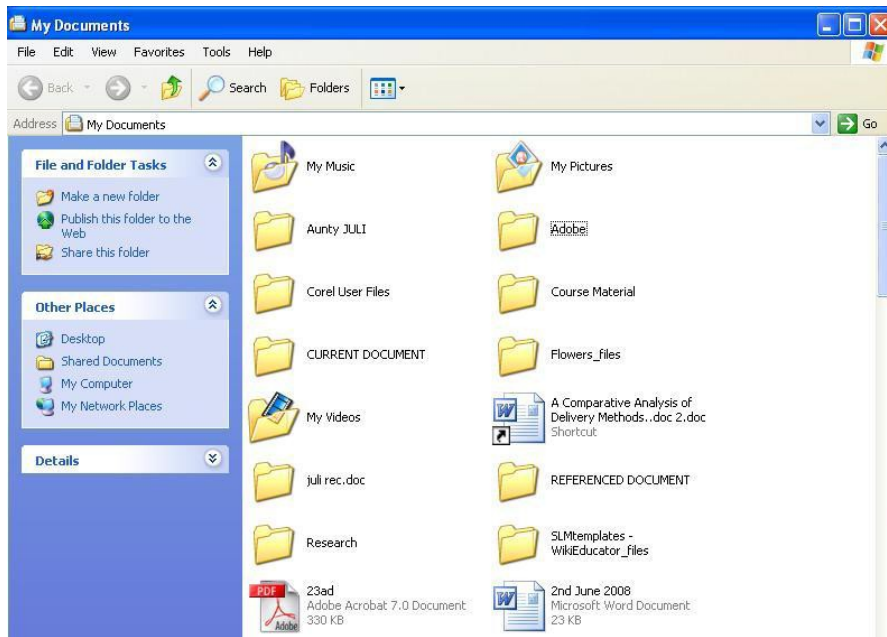 My Documents
File Edit View Favorites Tools Help
Back Search Folders
Address My Documents Go
File and Folder Tasks
Make a new folder
Publish this folder to the
Web
Share this folder
Other Places
Desktop
Shared Documents
My Computer
My Network Places
Details
My Music
My Pictures
Aunty JULI
Adobe
Corel User Files
Course Material
CURRENT DOCUMENT
Flowers_files
My Videos
A Comparative Analysis of
Delivery Methods..doc 2.doc
Shortcut
juli rec.doc
REFERENCED DOCUMENT
Research
SLMtemplates -
WikiEducator_files
PDF
Adobe
23ad
Adobe Acrobat 7.0 Document
330 KB
2nd June 2008
Microsoft Word Document
23 KB